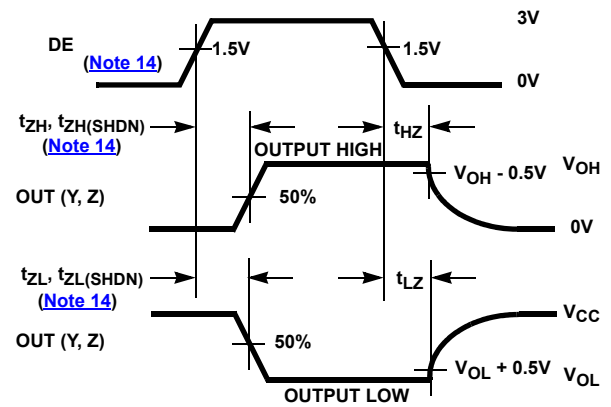 3V
DE
(Note 14)
1.5V
1.5V
0V
tZH, tZH(SHDN)
(Note 14)
tHZ
OUTPUT HIGH
VOH - 0.5V
VOH
OUT (Y, Z)
50%
0V
tZL, tZL(SHDN)
(Note 14)
tLZ
VCC
OUT (Y, Z)
50%
VOL + 0.5V
VOL
OUTPUT LOW